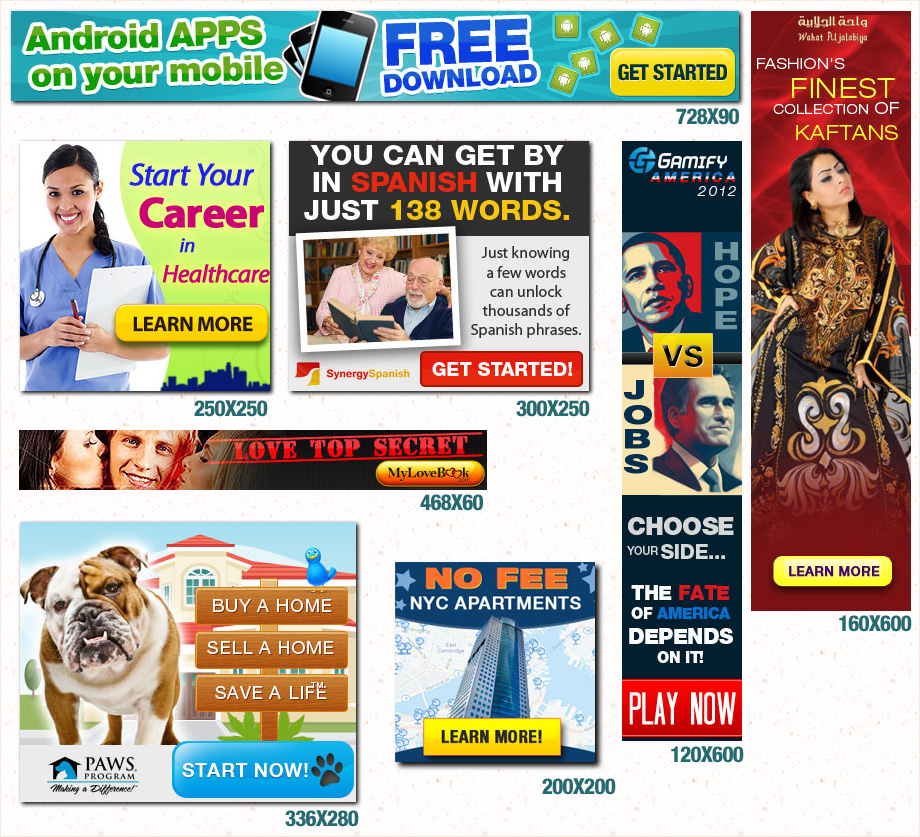 Android APPS
on your mobile
FREE
DOWNLOAD
GET STARTED
728X90
Start Your
Career
in
Healthcare
LEARN MORE
250X250
YOU CAN GET BY
IN SPANISH WITH
JUST 138 WORDS.
Just knowing
a few words
can unlock
thousands of
Spanish phrases.
SynergySpanish
GET STARTED!
300X250
LOVE TOP SECRET
MyLoveBook
.com
468X60
BUY A HOME
SELL A HOME
SAVE A LIFE™
PAWS
PROGRAM
Making a Difference!
START NOW!
336X280
NO FEE
NYC APARTMENTS
East
Cambridge
LEARN MORE!
200X200
GAMIFY
AMERICA
2012
HOPE
VS
JOBS
CHOOSE
YOUR SIDE...
THE FATE
OF AMERICA
DEPENDS
ON IT!
PLAY NOW
120X600
واحة الجلابية
Wahat Aljalabiya
FASHION'S
FINEST
COLLECTION OF
KAFTANS
LEARN MORE
160X600